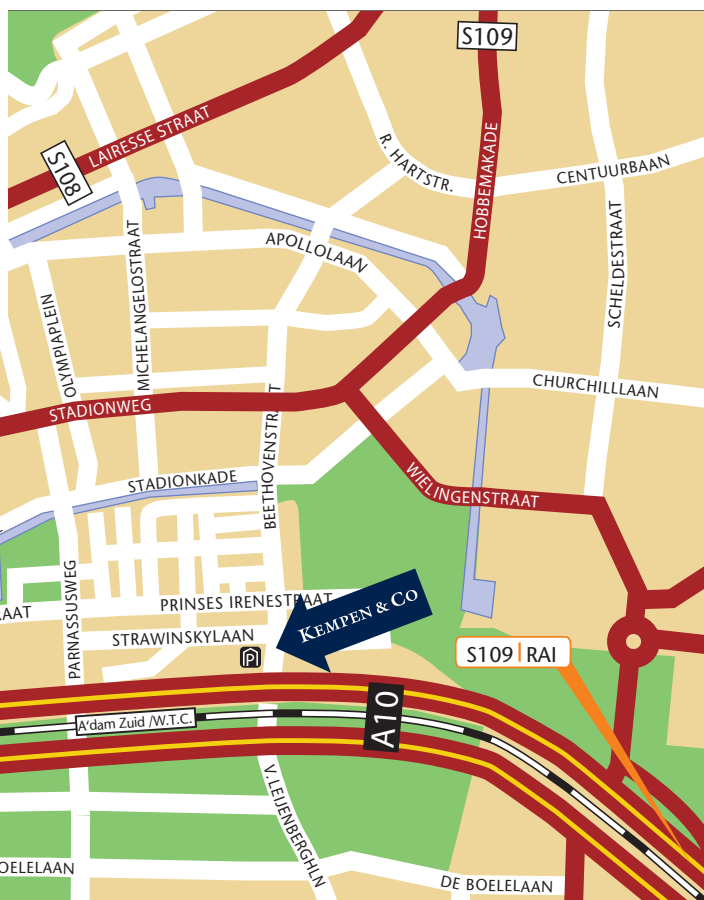 S109
LAIRESSE STRAAT
S108
R. HARTSTR.
HOBBEMAKADE
CENTUURBAAN
SCHELDESTRAAT
APOLLOLAAN
MICHELANGELOSTRAAT
OLYMPIAPLEIN
CHURCHILLLAAN
STADIONWEG
BEETHOVENSTRAAT
STADIONKADE
WIELINGENSTRAAT
PARNASSUSWEG
AAT
PRINSES IRENESTRAAT
KEMPEN & CO
STRAWINSKYLAAN
P
S109 | RAI
A10
A'dam Zuid /W.T.C.
V.LEIJENBERGHLN
OELELAAN
DE BOELELAAN